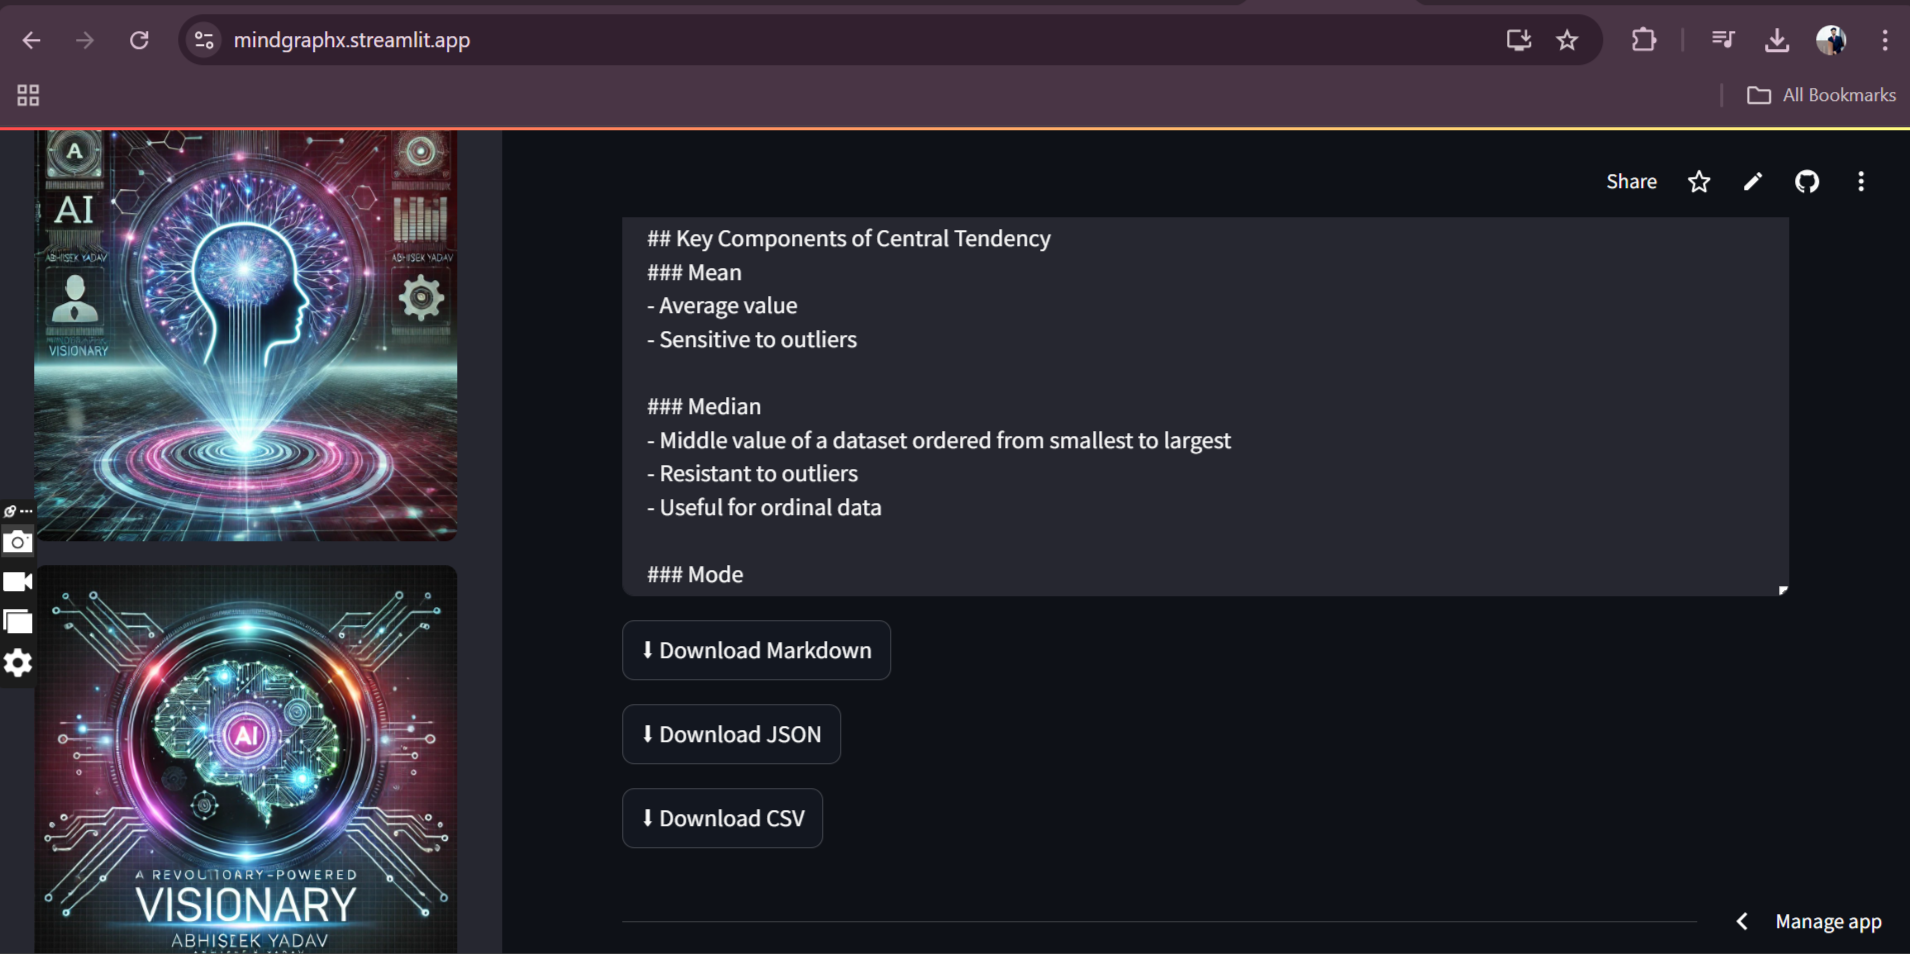 mindgraphx.streamlit.app
All Bookmarks
A
AI
ABHISEK YADAV
ABHISEK YADAV
VISIONARY
AI
A REVOLUTIOARY-POWERED
VISIONARY
ABHISEEK YADAV
Share
## Key Components of Central Tendency
### Mean
- Average value
- Sensitive to outliers
### Median
- Middle value of a dataset ordered from smallest to largest
- Resistant to outliers
- Useful for ordinal data
### Mode
⬇ Download Markdown
⬇ Download JSON
⬇ Download CSV
Manage app